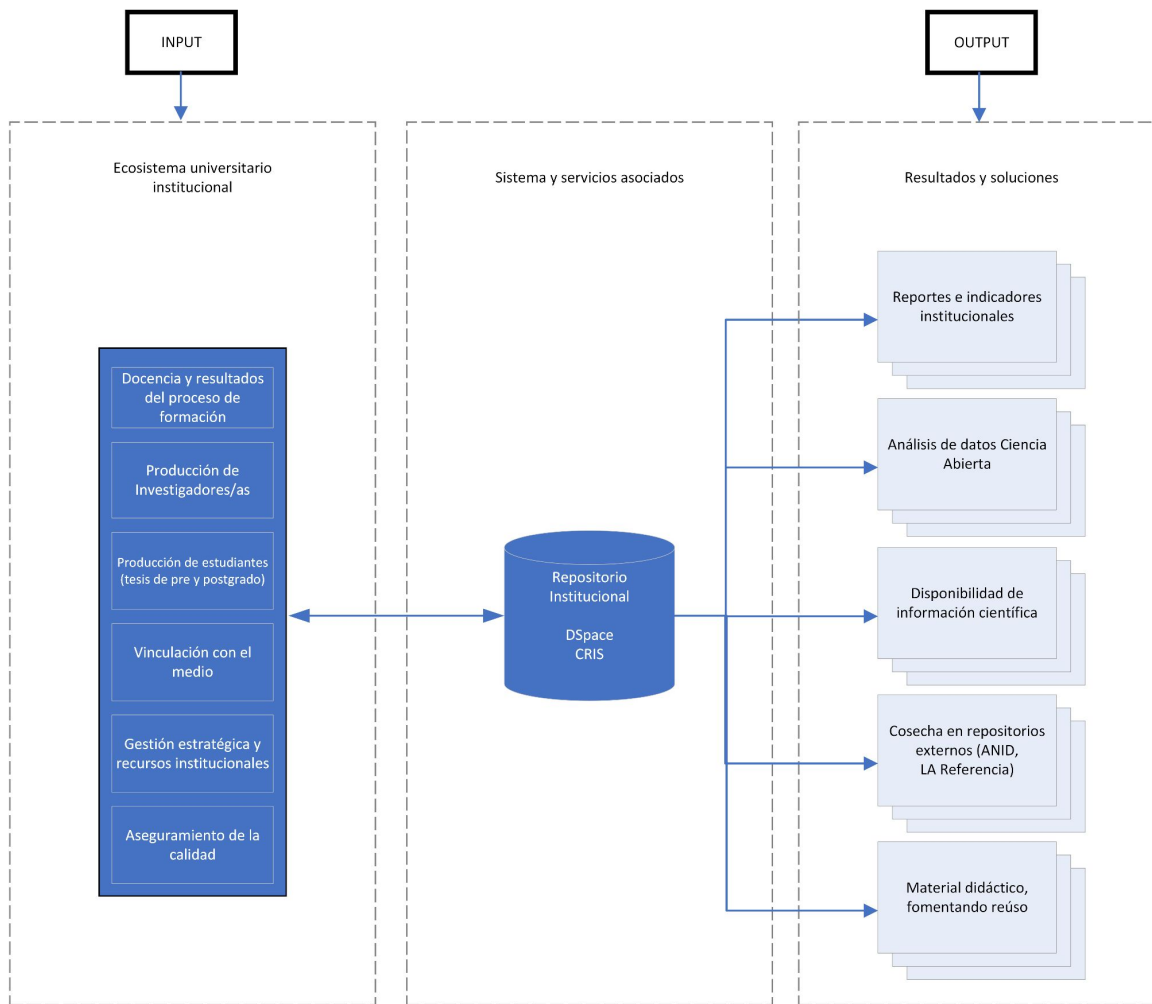 INPUT
OUTPUT
Ecosistema universitario
institucional
Sistema y servicios asociados
Resultados y soluciones
Docencia y resultados
del proceso de
formación
Producción de
Investigadores/as
Producción de estudiantes
(tesis de pre y postgrado)
Vinculación con el
medio
Gestión estratégica y
recursos institucionales
Aseguramiento de la
calidad
Repositorio
Institucional
DSpace
CRIS
Reportes e indicadores
institucionales
Análisis de datos Ciencia
Abierta
Disponibilidad de
información científica
Cosecha en repositorios
externos (ANID,
LA Referencia)
Material didáctico,
fomentando reúso